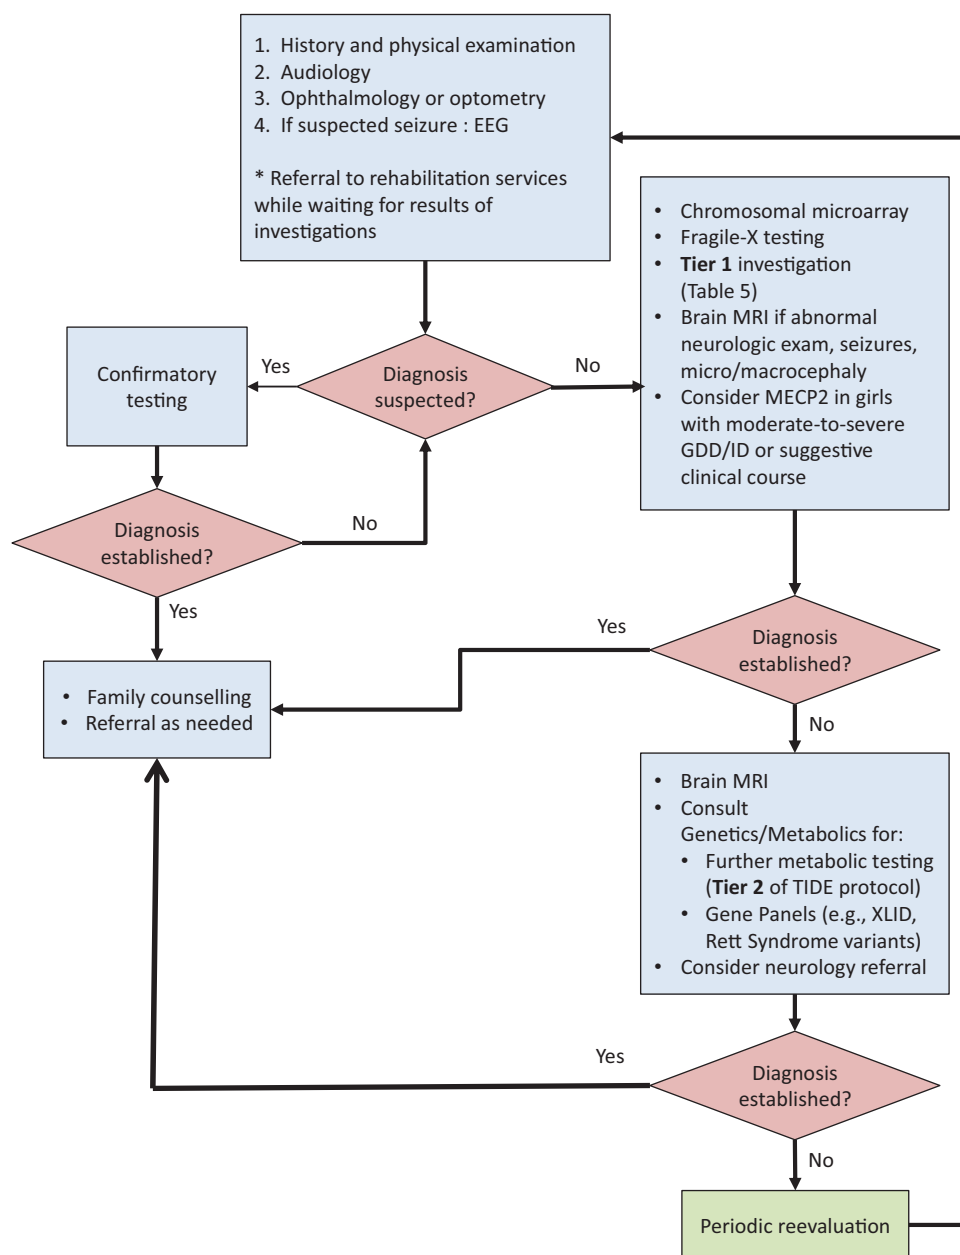 1. History and physical examination
2. Audiology
3. Ophthalmology or optometry
4. If suspected seizure : EEG
* Referral to rehabilitation services
while waiting for results of
investigations
• Chromosomal microarray
• Fragile-X testing
• Tier 1 investigation
(Table 5)
• Brain MRI if abnormal
neurologic exam, seizures,
micro/macrocephaly
• Consider MECP2 in girls
with moderate-to-severe
GDD/ID or suggestive
clinical course
Diagnosis
suspected?
Yes
No
Confirmatory
testing
Diagnosis
established?
No
Yes
• Family counselling
• Referral as needed
Diagnosis
established?
Yes
No
• Brain MRI
• Consult
Genetics/Metabolics for:
• Further metabolic testing
(Tier 2 of TIDE protocol)
• Gene Panels (e.g., XLID,
Rett Syndrome variants)
• Consider neurology referral
Diagnosis
established?
Yes
No
Periodic reevaluation